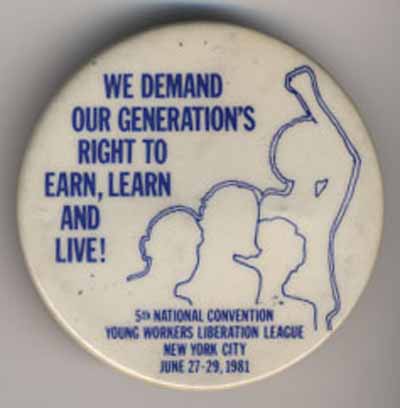 WE DEMAND
OUR GENERATION'S
RIGHT TO
EARN, LEARN
AND
LIVE!
5th NATIONAL CONVENTION
YOUNG WORKERS LIBERATION LEAGUE
NEW YORK CITY
JUNE 27-29, 1981